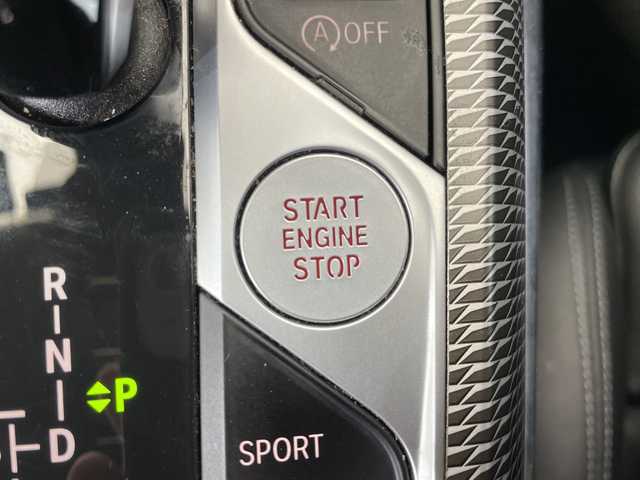 (A)OFF
START
ENGINE
STOP
R
N
P
D
S
SPORT